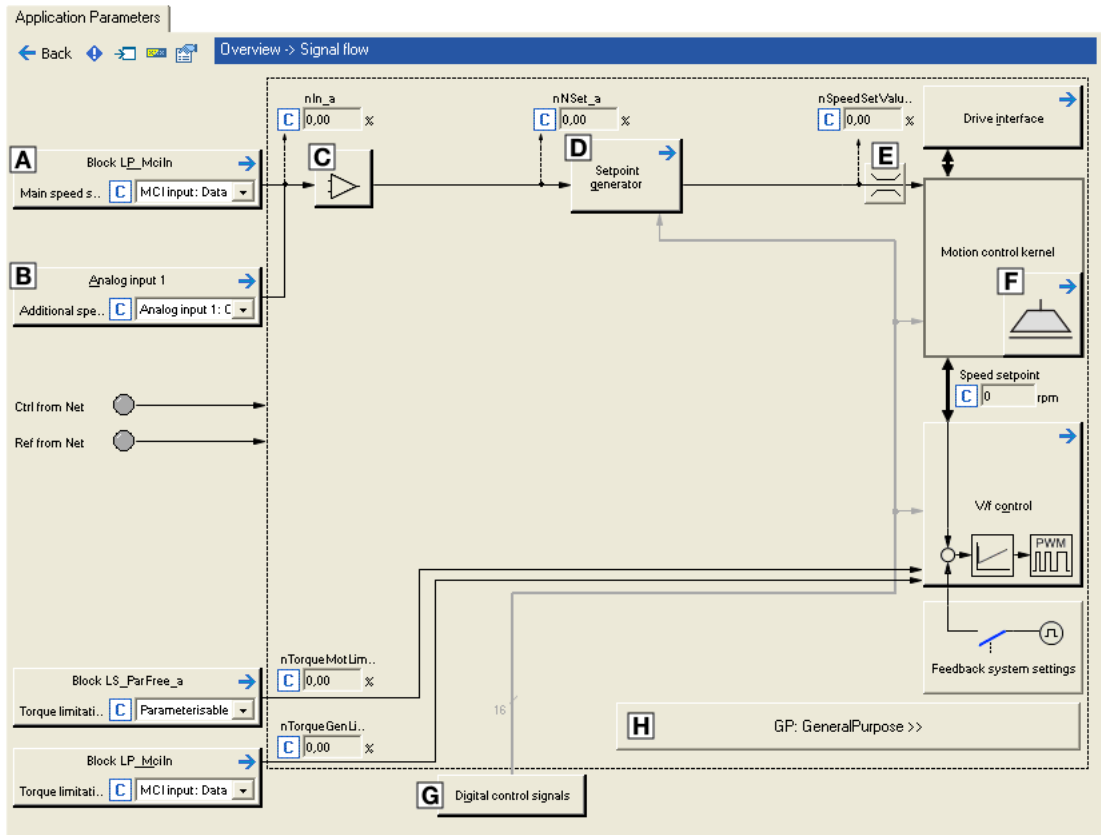 Application Parameters
Back
Overview -> Signal flow
nIn_a
C 0,00 %
nNSet_a
C 0,00 %
nSpeedSetValu..
C 0,00 %
Drive interface
A
Block LP_MciIn
Main speed s.. C MCI input: Data
C
D
Setpoint
generator
E
Motion control kernel
F
B
Analog input 1
Additional spe.. C Analog input 1: C
Speed setpoint
C 0 rpm
Ctrl from Net
Ref from Net
V/f control
PWM
Feedback system settings
nTorqueMotLim..
C 0,00 %
Block LS_ParFree_a
Torque limitati.. C Parameterisable
16
H
GP: GeneralPurpose >>
nTorqueGenLi..
C 0,00 %
Block LP_MciIn
Torque limitati.. C MCI input: Data
G
Digital control signals